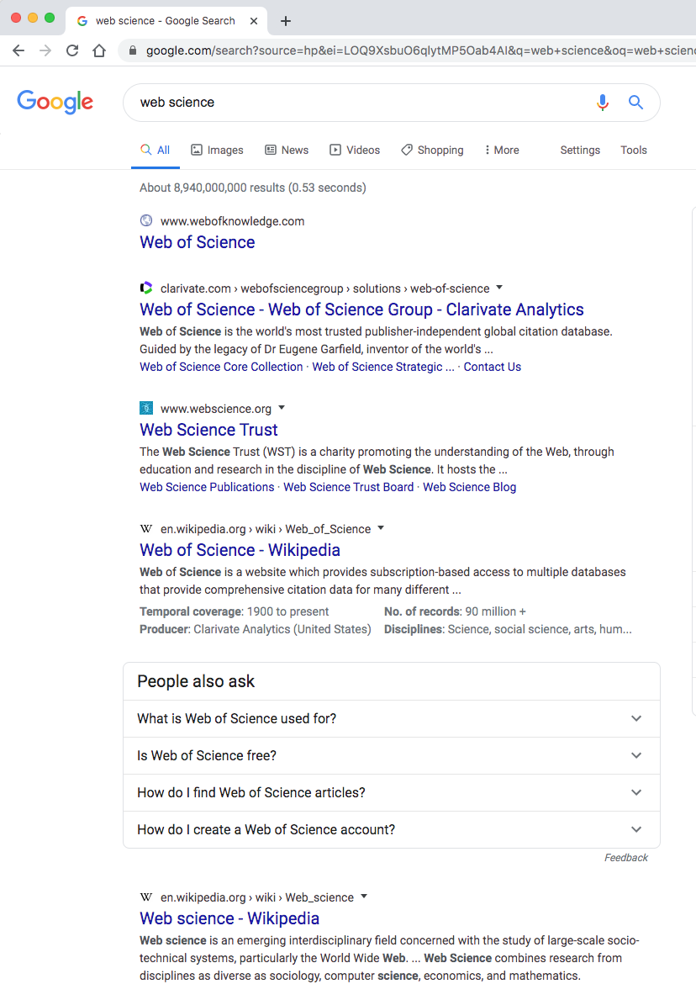 web science - Google Search
google.com/search?source=hp&ei=LOQ9XsbuO6qlytMP5Oab4AI&q=web+science&oq=web+scienc
Google
web science
All Images News Videos Shopping More Settings Tools
About 8,940,000,000 results (0.53 seconds)
www.webofknowledge.com
Web of Science
clarivate.com › webofsciencegroup › solutions › web-of-science
Web of Science - Web of Science Group - Clarivate Analytics
Web of Science is the world's most trusted publisher-independent global citation database.
Guided by the legacy of Dr Eugene Garfield, inventor of the world's ...
Web of Science Core Collection · Web of Science Strategic ... · Contact Us
www.webscience.org
Web Science Trust
The Web Science Trust (WST) is a charity promoting the understanding of the Web, through
education and research in the discipline of Web Science. It hosts the ...
Web Science Publications · Web Science Trust Board · Web Science Blog
W en.wikipedia.org › wiki › Web_of_Science
Web of Science - Wikipedia
Web of Science is a website which provides subscription-based access to multiple databases
that provide comprehensive citation data for many different ...
Temporal coverage: 1900 to present No. of records: 90 million +
Producer: Clarivate Analytics (United States) Disciplines: Science, social science, arts, hum...
People also ask
What is Web of Science used for?
Is Web of Science free?
How do I find Web of Science articles?
How do I create a Web of Science account?
Feedback
W en.wikipedia.org › wiki › Web_science
Web science - Wikipedia
Web science is an emerging interdisciplinary field concerned with the study of large-scale socio-
technical systems, particularly the World Wide Web. ... Web Science combines research from
disciplines as diverse as sociology, computer science, economics, and mathematics.